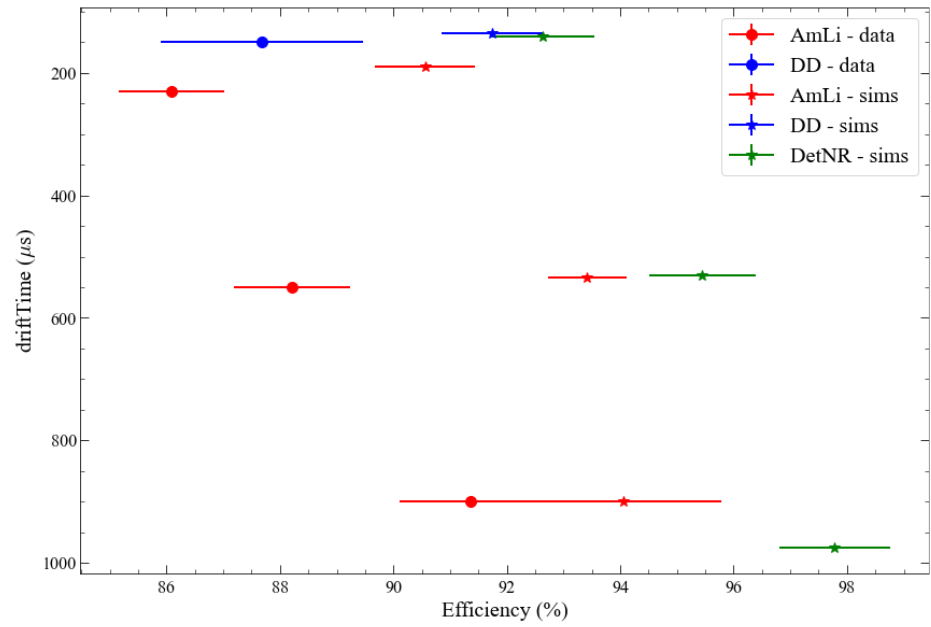 AmLi - data
DD - data
AmLi - sims
DD - sims
DetNR - sims
200
400
600
800
1000
driftTime (μs)
86
88
90
92
94
96
98
Efficiency (%)